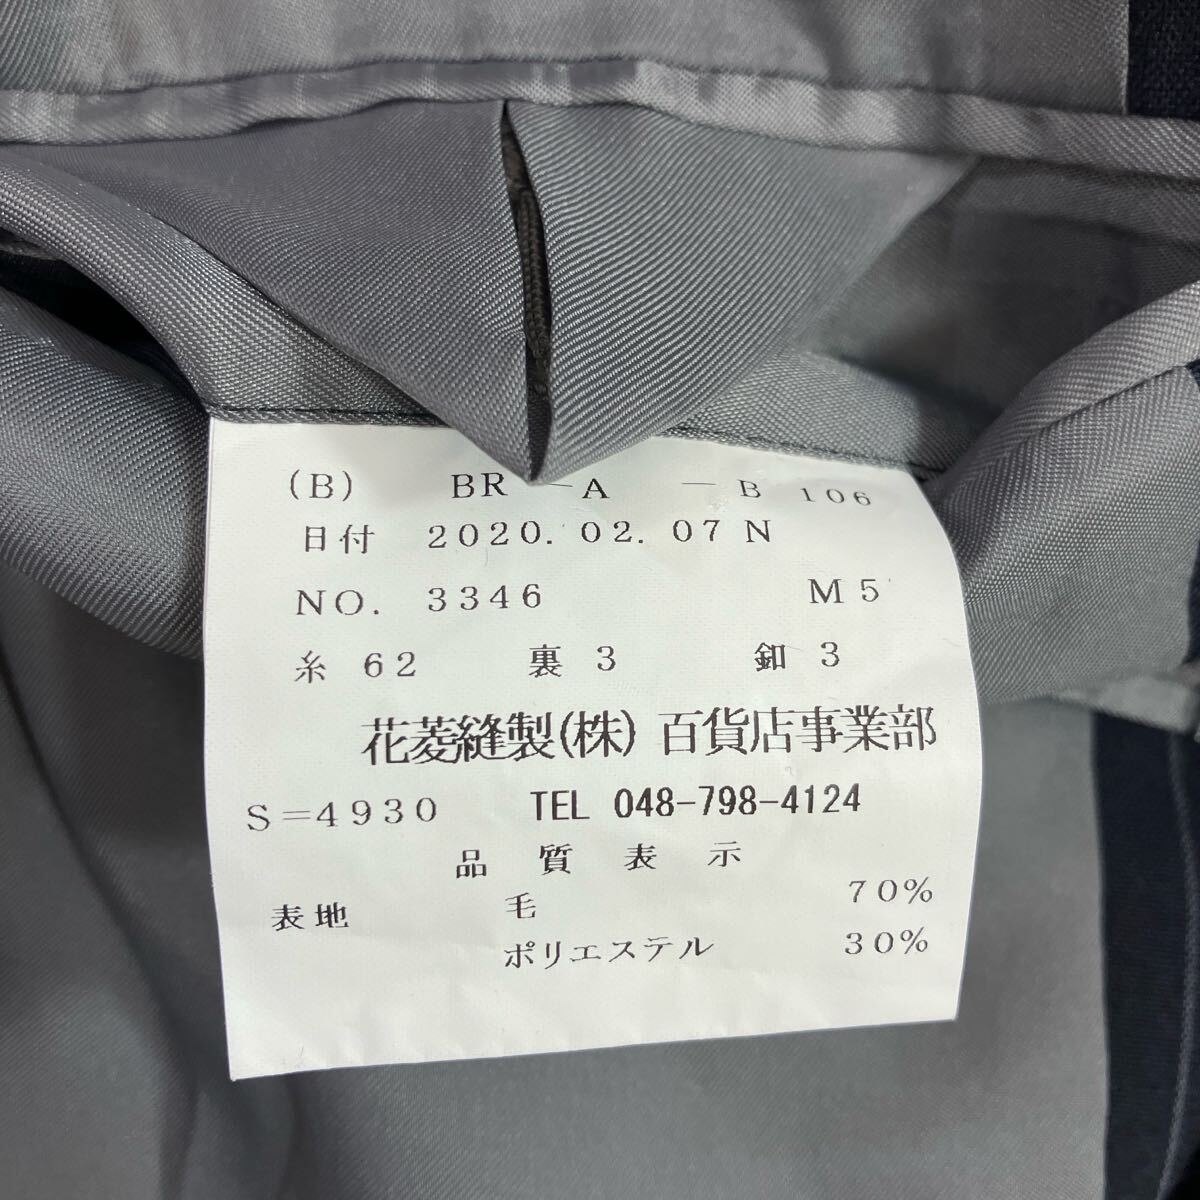 (B) BR －A －B 106
日付 2020. 02. 07 N
NO. 3346 M5
糸 62 裏 3 釦 3
花菱縫製(株) 百貨店事業部
S＝4930 TEL 048-798-4124
品 質 表 示
表地 毛 70%
ポリエステル 30%